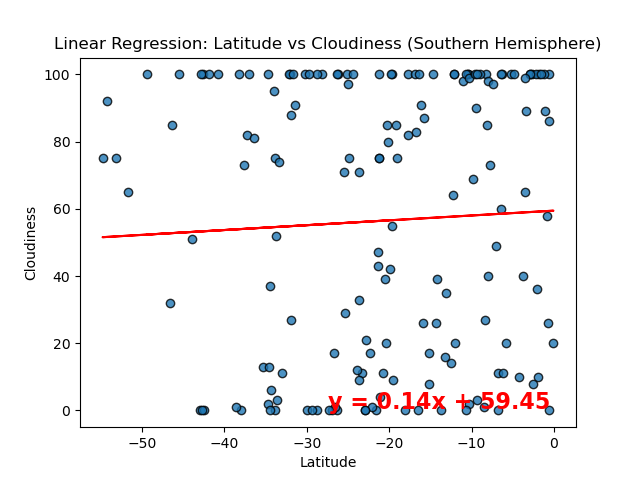 Linear Regression: Latitude vs Cloudiness (Southern Hemisphere)
100
80
60
40
20
0
Cloudiness
y = 0.14x + 59.45
−50 −40 −30 −20 −10 0
Latitude